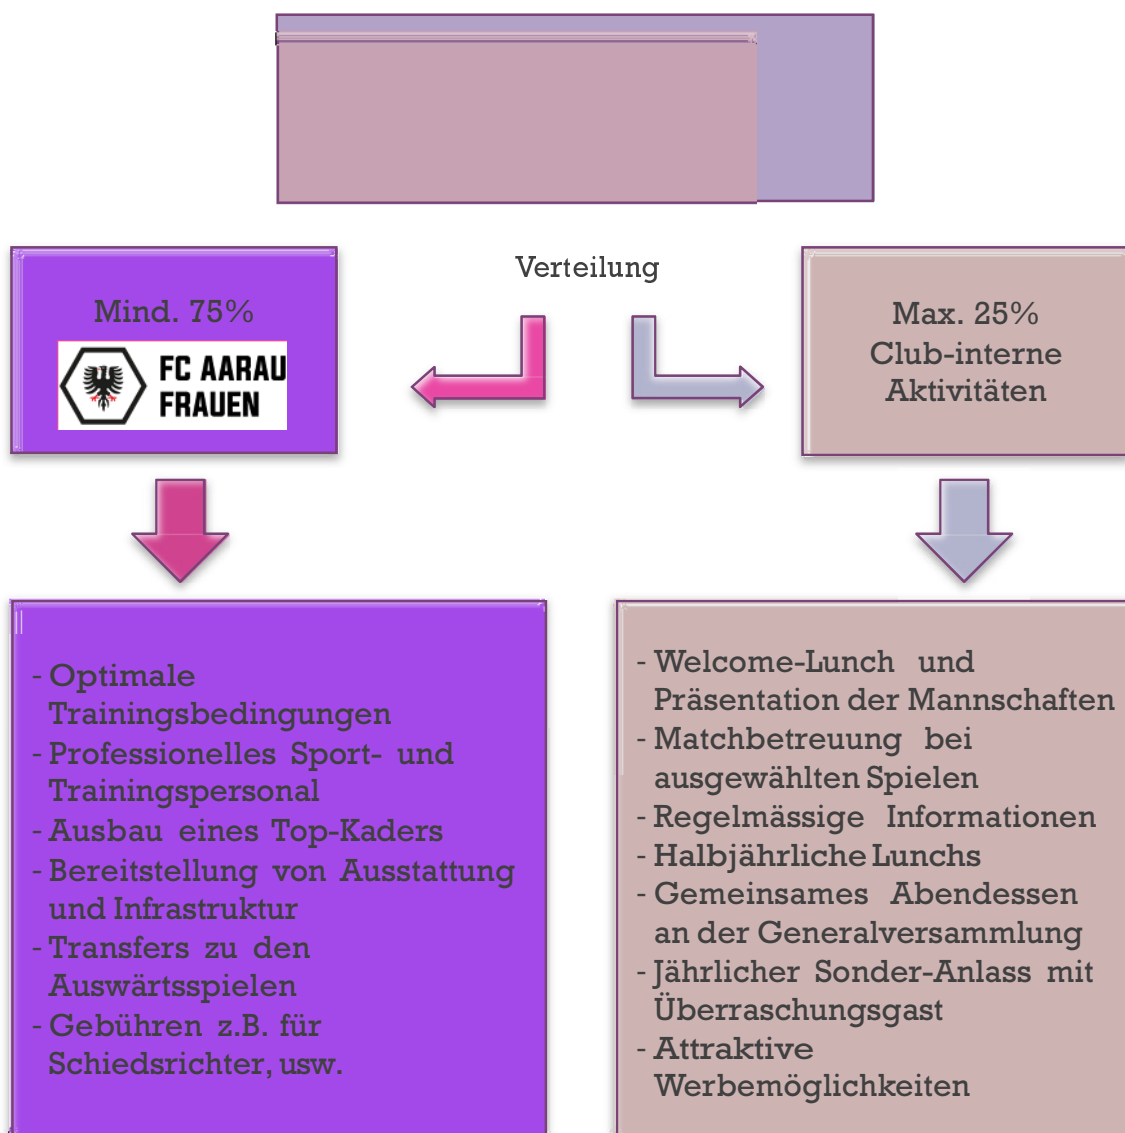 Verteilung
Mind. 75%
FC AARAU
FRAUEN
Max. 25%
Club-interne
Aktivitäten
- Optimale
Trainingsbedingungen
- Professionelles Sport- und
Trainingspersonal
- Ausbau eines Top-Kaders
- Bereitstellung von Ausstattung
und Infrastruktur
- Transfers zu den
Auswärtsspielen
- Gebühren z.B. für
Schiedsrichter, usw.
- Welcome-Lunch und
Präsentation der Mannschaften
- Matchbetreuung bei
ausgewählten Spielen
- Regelmässige Informationen
- Halbjährliche Lunchs
- Gemeinsames Abendessen
an der Generalversammlung
- Jährlicher Sonder-Anlass mit
Überraschungsgast
- Attraktive
Werbemöglichkeiten